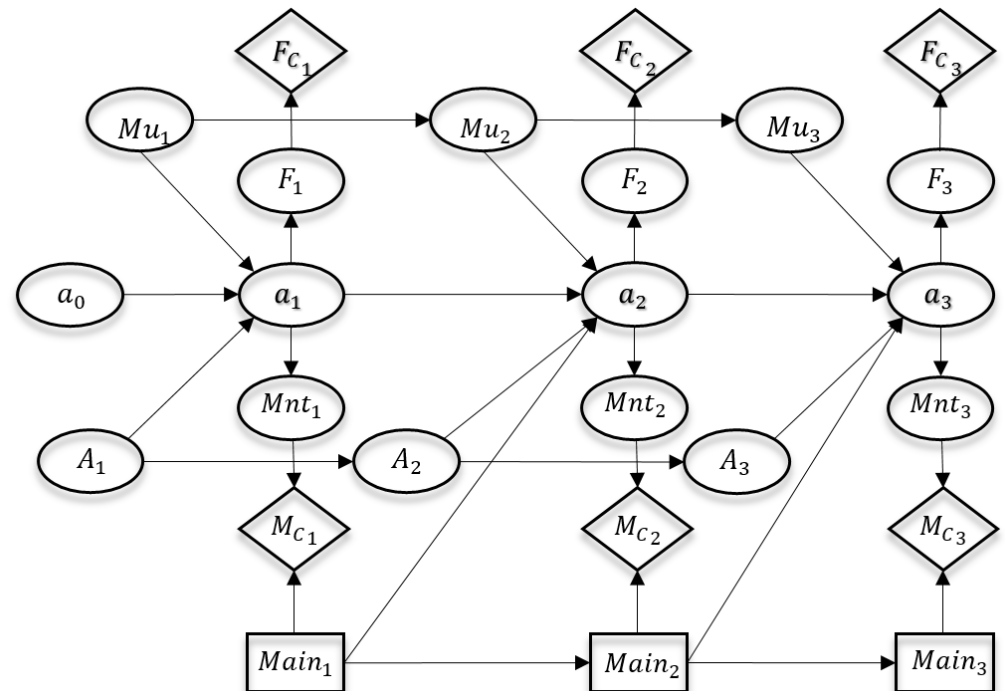 F_{C_1} F_{C_2} F_{C_3}
Mu_1 Mu_2 Mu_3
F_1 F_2 F_3
a_0 a_1 a_2 a_3
Mnt_1 Mnt_2 Mnt_3
A_1 A_2 A_3
M_{C_1} M_{C_2} M_{C_3}
Main_1 Main_2 Main_3